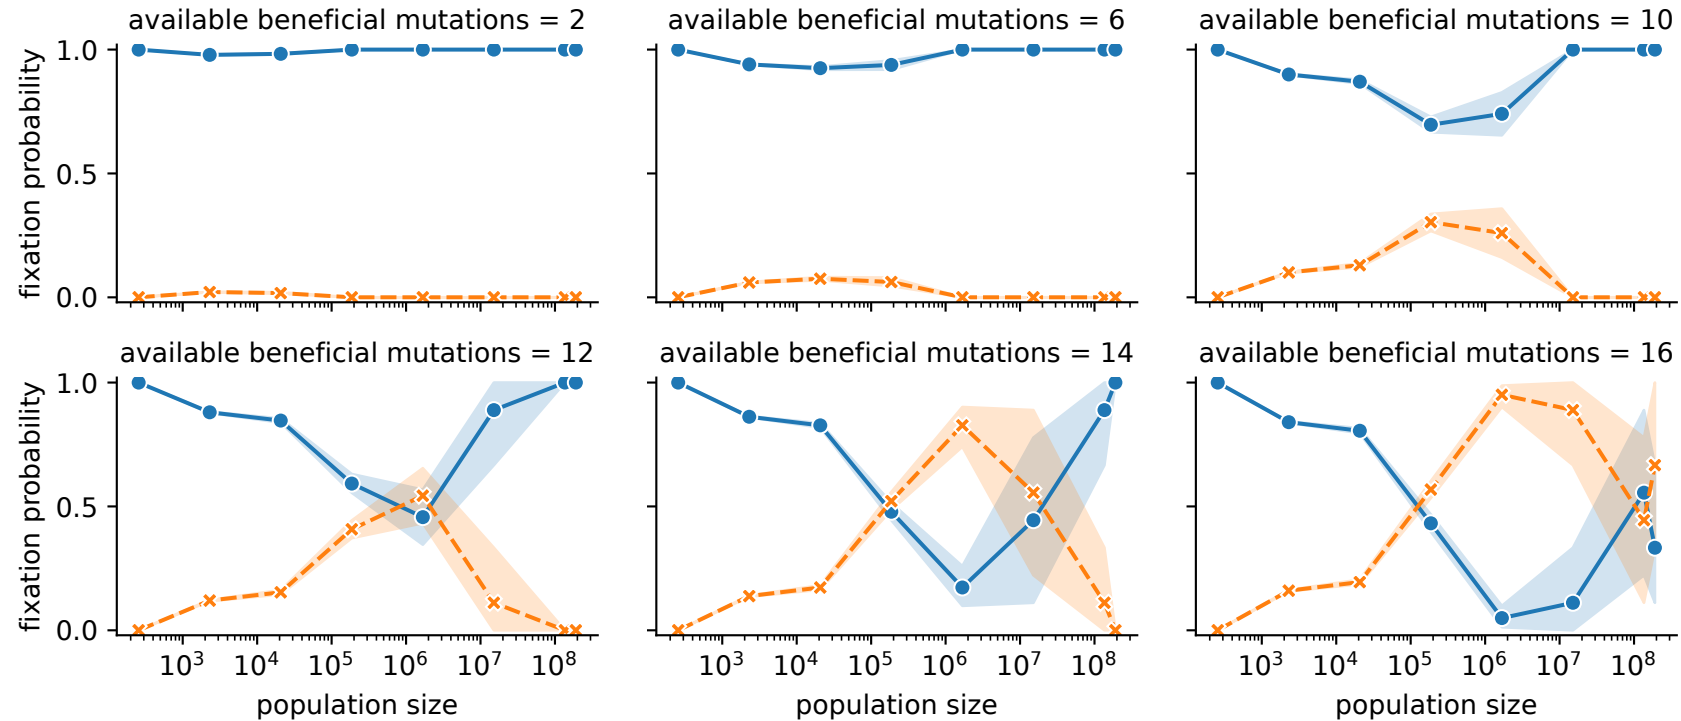 available beneficial mutations = 2
available beneficial mutations = 6
available beneficial mutations = 10
fixation probability
1.0
0.5
0.0
available beneficial mutations = 12
available beneficial mutations = 14
available beneficial mutations = 16
fixation probability
1.0
0.5
0.0
10³ 10⁴ 10⁵ 10⁶ 10⁷ 10⁸
10³ 10⁴ 10⁵ 10⁶ 10⁷ 10⁸
10³ 10⁴ 10⁵ 10⁶ 10⁷ 10⁸
population size
population size
population size